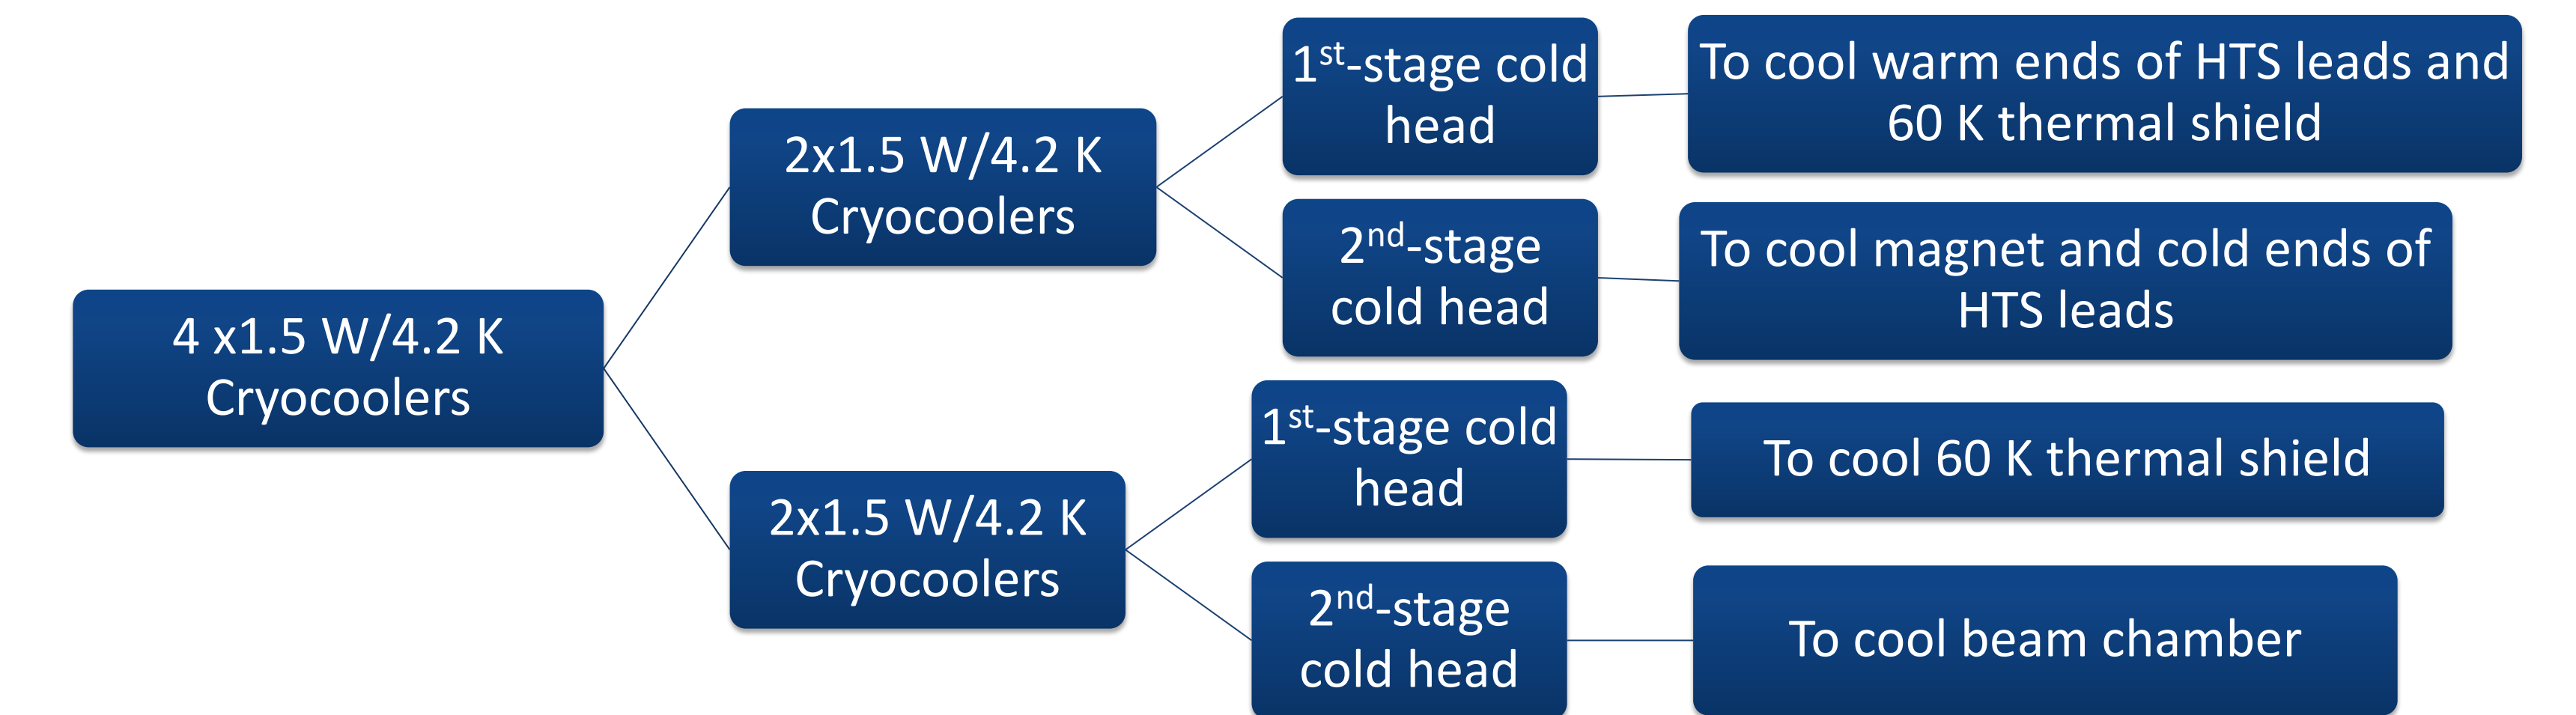 4 x1.5 W/4.2 K
Cryocoolers
2x1.5 W/4.2 K
Cryocoolers
1st-stage cold
head
To cool warm ends of HTS leads and
60 K thermal shield
2nd-stage
cold head
To cool magnet and cold ends of
HTS leads
2x1.5 W/4.2 K
Cryocoolers
1st-stage cold
head
To cool 60 K thermal shield
2nd-stage
cold head
To cool beam chamber